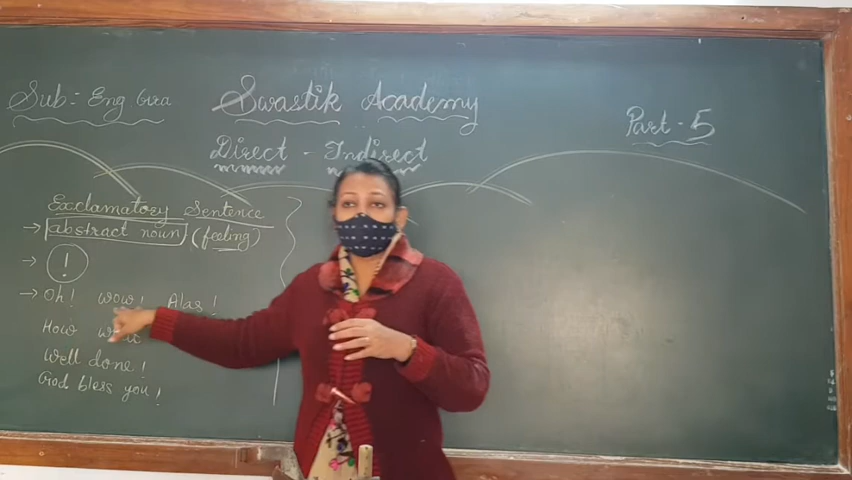 Sub: Eng Gra
Swastik Academy
Part-5
Direct - Indirect
Exclamatory Sentence
→ abstract noun (feeling)
→ !
→ Oh! wow! Alas!
How
Well done!
God bless you!